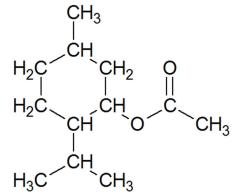 CH₃
CH
H₂C CH₂ O
H₂C CH C
CH O CH₃
CH
H₃C CH₃